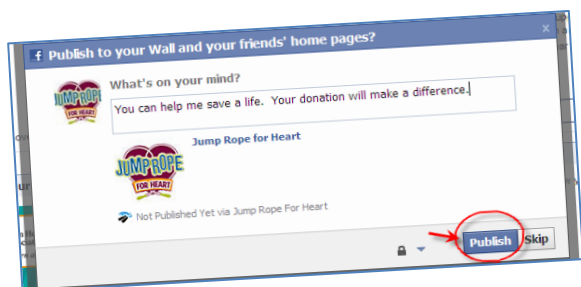 f Publish to your Wall and your friends' home pages?
x
What's on your mind?
JUMP ROPE
FOR HEART
You can help me save a life.  Your donation will make a difference.
Jump Rope for Heart
JUMP ROPE
FOR HEART
Not Published Yet via Jump Rope For Heart
Publish
Skip